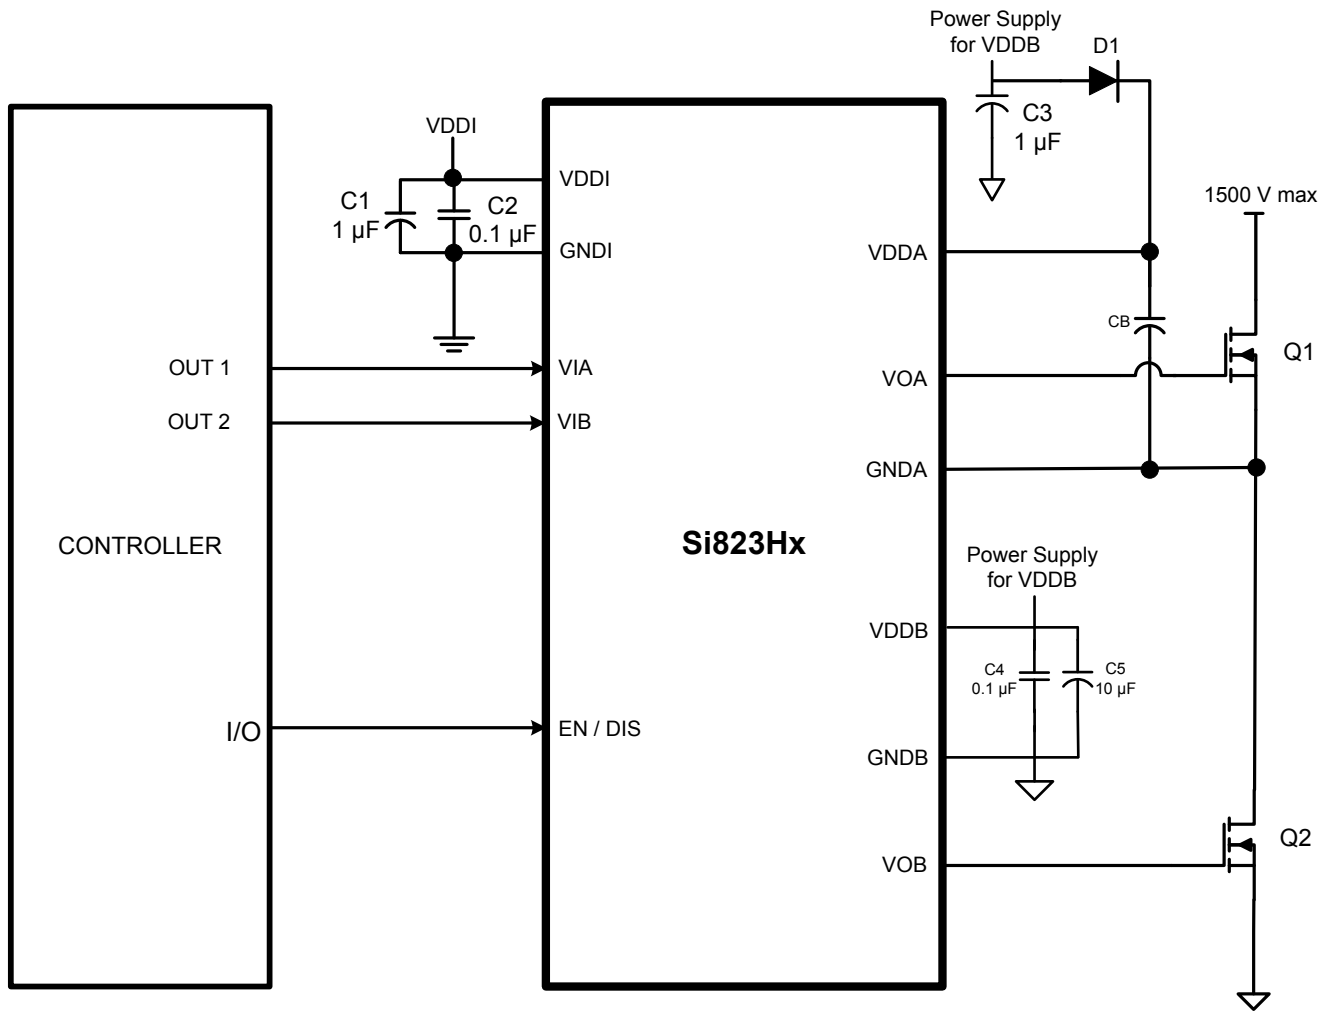 Power Supply
for VDDB
D1
C3
1 µF
VDDI
C1
1 µF
C2
0.1 µF
VDDI
GNDI
1500 V max
VDDA
CB
OUT 1
VIA
VOA
Q1
OUT 2
VIB
GNDA
CONTROLLER
Si823Hx
Power Supply
for VDDB
VDDB
C4
0.1 µF
C5
10 µF
I/O
EN / DIS
GNDB
Q2
VOB